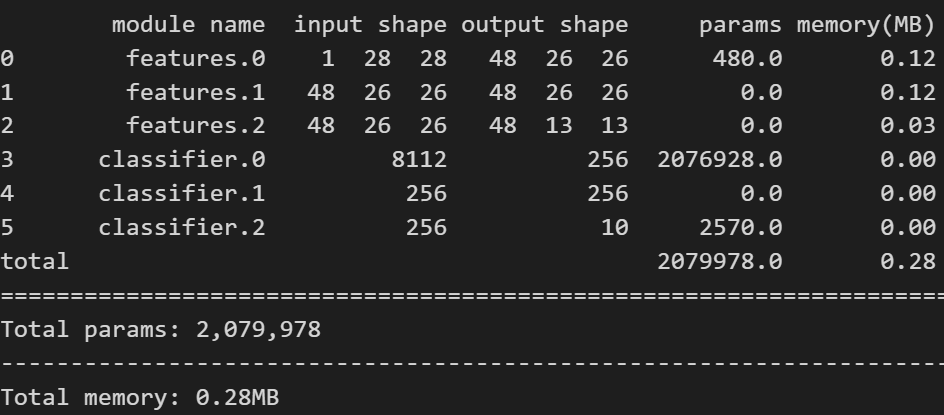 module name input shape output shape params memory(MB)
0 features.0 1 28 28 48 26 26 480.0 0.12
1 features.1 48 26 26 48 26 26 0.0 0.12
2 features.2 48 26 26 48 13 13 0.0 0.03
3 classifier.0 8112 256 2076928.0 0.00
4 classifier.1 256 256 0.0 0.00
5 classifier.2 256 10 2570.0 0.00
total 2079978.0 0.28
====================================================================
Total params: 2,079,978
--------------------------------------------------------------------
Total memory: 0.28MB